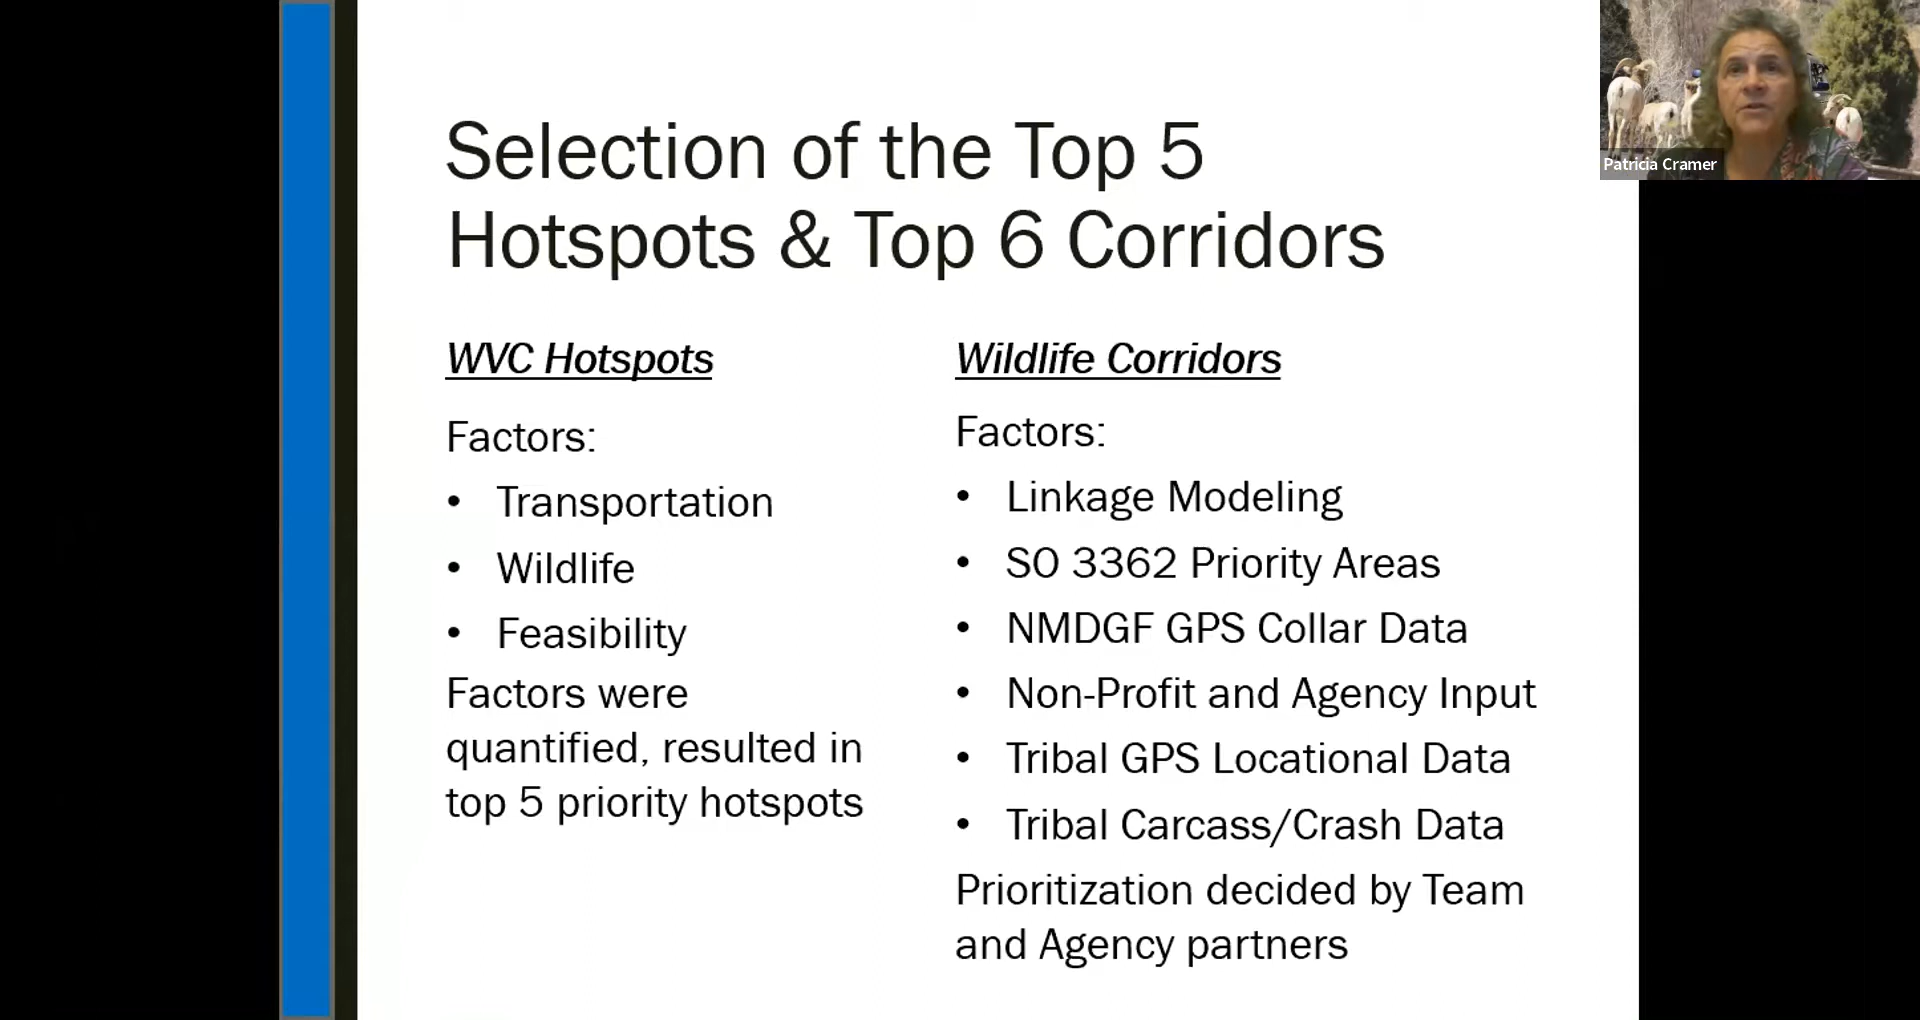 Selection of the Top 5
Hotspots & Top 6 Corridors
WVC Hotspots
Factors:
• Transportation
• Wildlife
• Feasibility
Factors were
quantified, resulted in
top 5 priority hotspots
Wildlife Corridors
Factors:
• Linkage Modeling
• SO 3362 Priority Areas
• NMDGF GPS Collar Data
• Non-Profit and Agency Input
• Tribal GPS Locational Data
• Tribal Carcass/Crash Data
Prioritization decided by Team
and Agency partners
Patricia Cramer